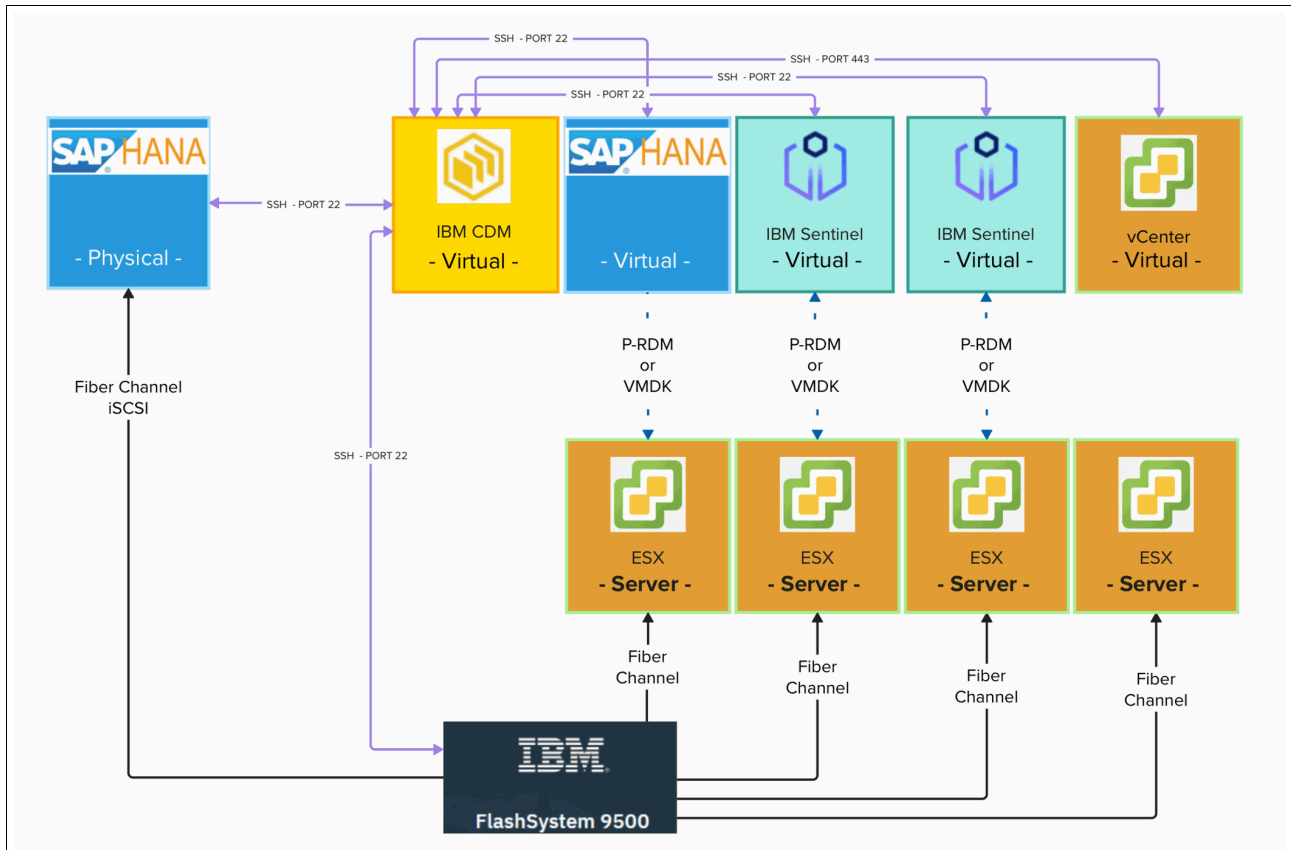 SSH - PORT 22
SSH - PORT 443
SSH - PORT 22
SSH - PORT 22
SAP HANA
®
- Physical -
SSH - PORT 22
IBM CDM
- Virtual -
SAP HANA
®
- Virtual -
IBM Sentinel
- Virtual -
IBM Sentinel
- Virtual -
vCenter
- Virtual -
P-RDM
or
VMDK
P-RDM
or
VMDK
P-RDM
or
VMDK
Fiber Channel
iSCSI
SSH - PORT 22
ESX
- Server -
ESX
- Server -
ESX
- Server -
ESX
- Server -
Fiber
Channel
Fiber
Channel
Fiber
Channel
Fiber
Channel
IBM®
FlashSystem 9500